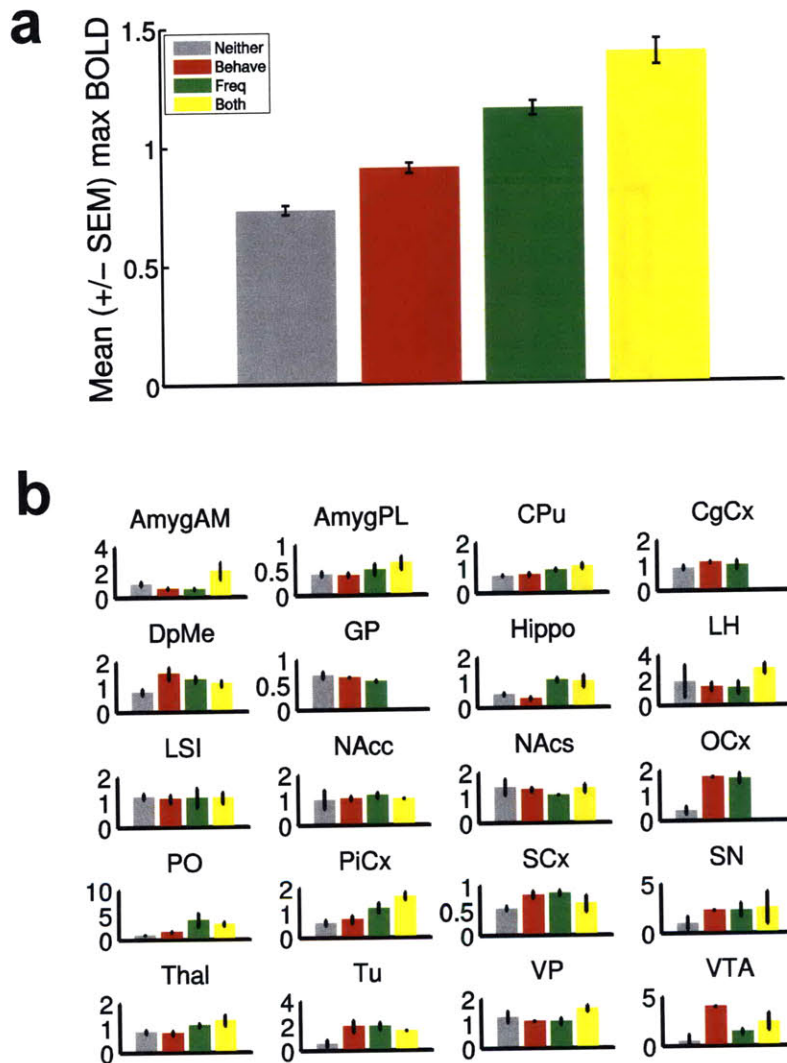 a
Mean (+/− SEM) max BOLD
1.5
1
0.5
0
Neither
Behave
Freq
Both
b
AmygAM
4
2
0
AmygPL
1
0.5
0
CPu
2
1
0
CgCx
2
1
0
DpMe
2
1
0
GP
1
0.5
0
Hippo
2
1
0
LH
4
2
0
LSI
2
1
0
NAcc
2
1
0
NAcs
2
1
0
OCx
2
1
0
PO
10
5
0
PiCx
2
1
0
SCx
1
0.5
0
SN
5
0
Thal
2
1
0
Tu
4
2
0
VP
2
1
0
VTA
5
0